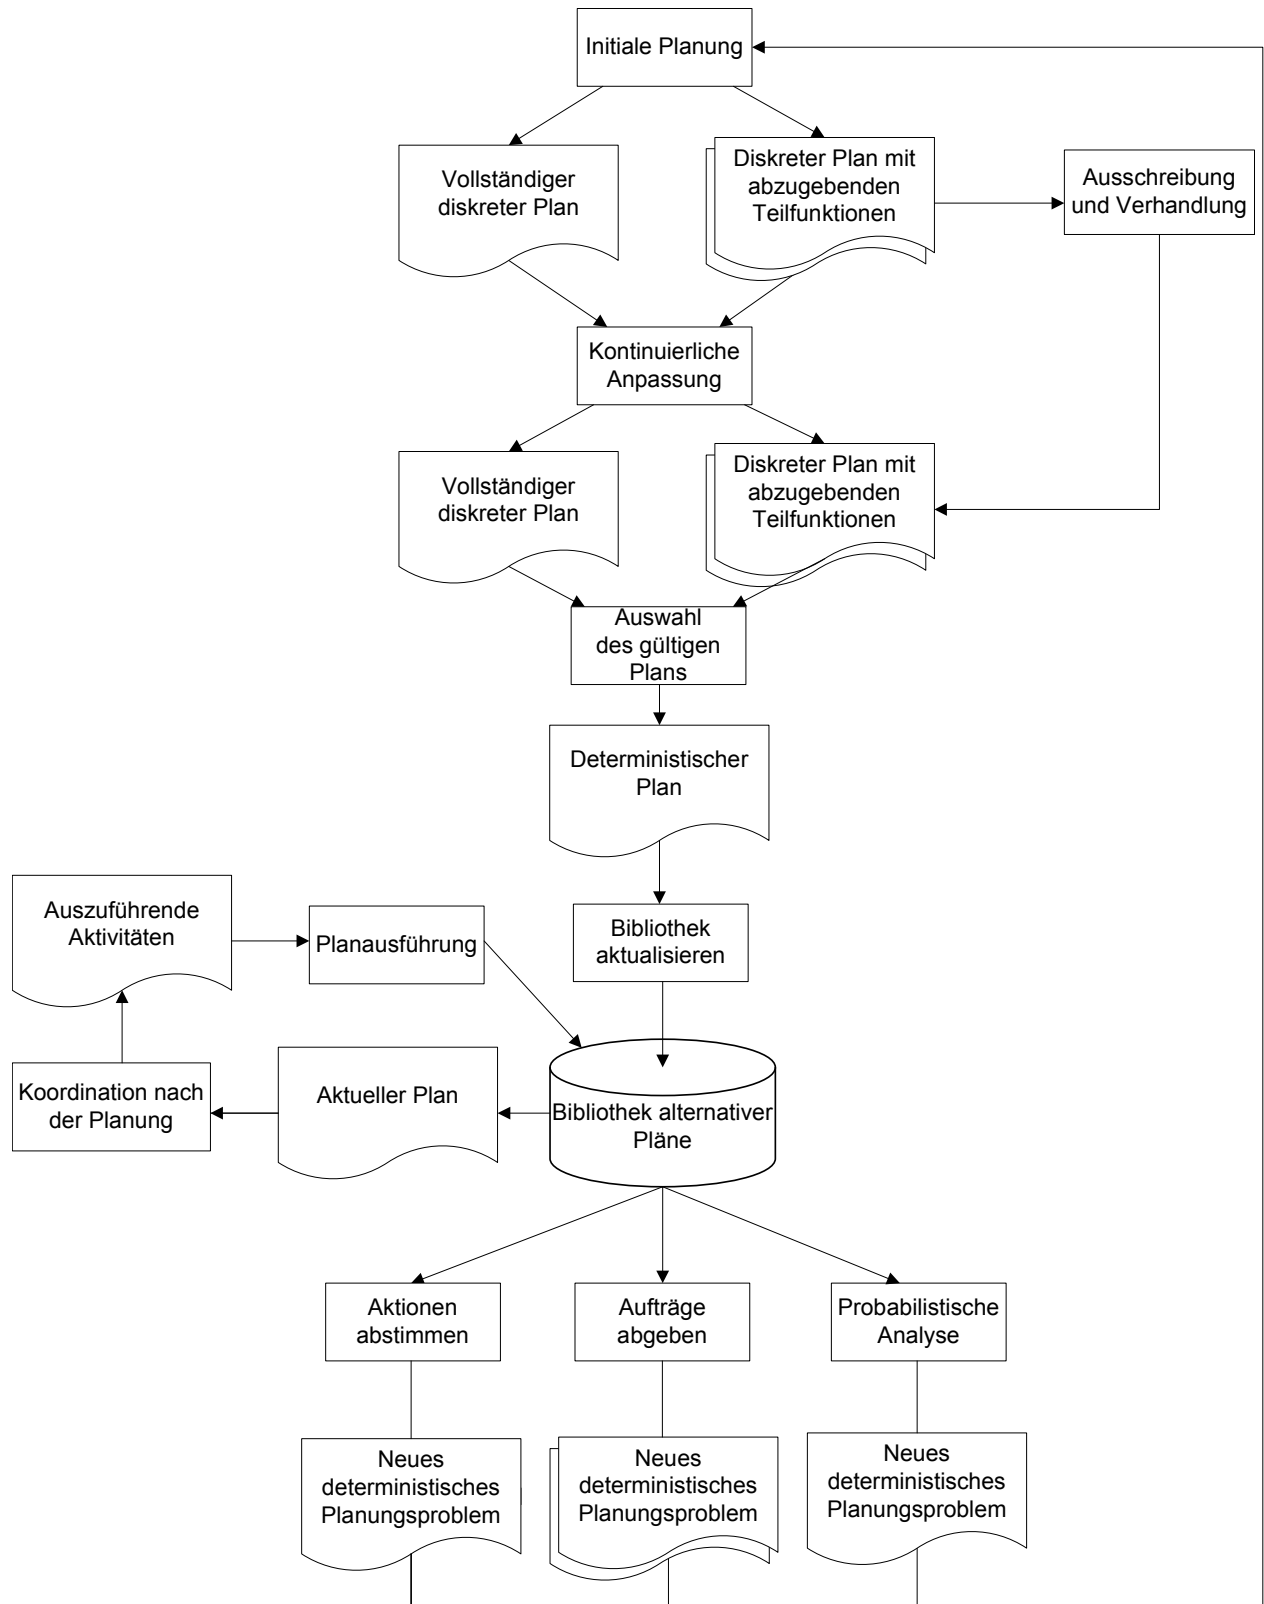 Initiale Planung
Vollständiger
diskreter Plan
Diskreter Plan mit
abzugebenden
Teilfunktionen
Ausschreibung
und Verhandlung
Kontinuierliche
Anpassung
Vollständiger
diskreter Plan
Diskreter Plan mit
abzugebenden
Teilfunktionen
Auswahl
des gültigen
Plans
Deterministischer
Plan
Auszuführende
Aktivitäten
Planausführung
Bibliothek
aktualisieren
Koordination nach
der Planung
Aktueller Plan
Bibliothek alternativer
Pläne
Aktionen
abstimmen
Aufträge
abgeben
Probabilistische
Analyse
Neues
deterministisches
Planungsproblem
Neues
deterministisches
Planungsproblem
Neues
deterministisches
Planungsproblem